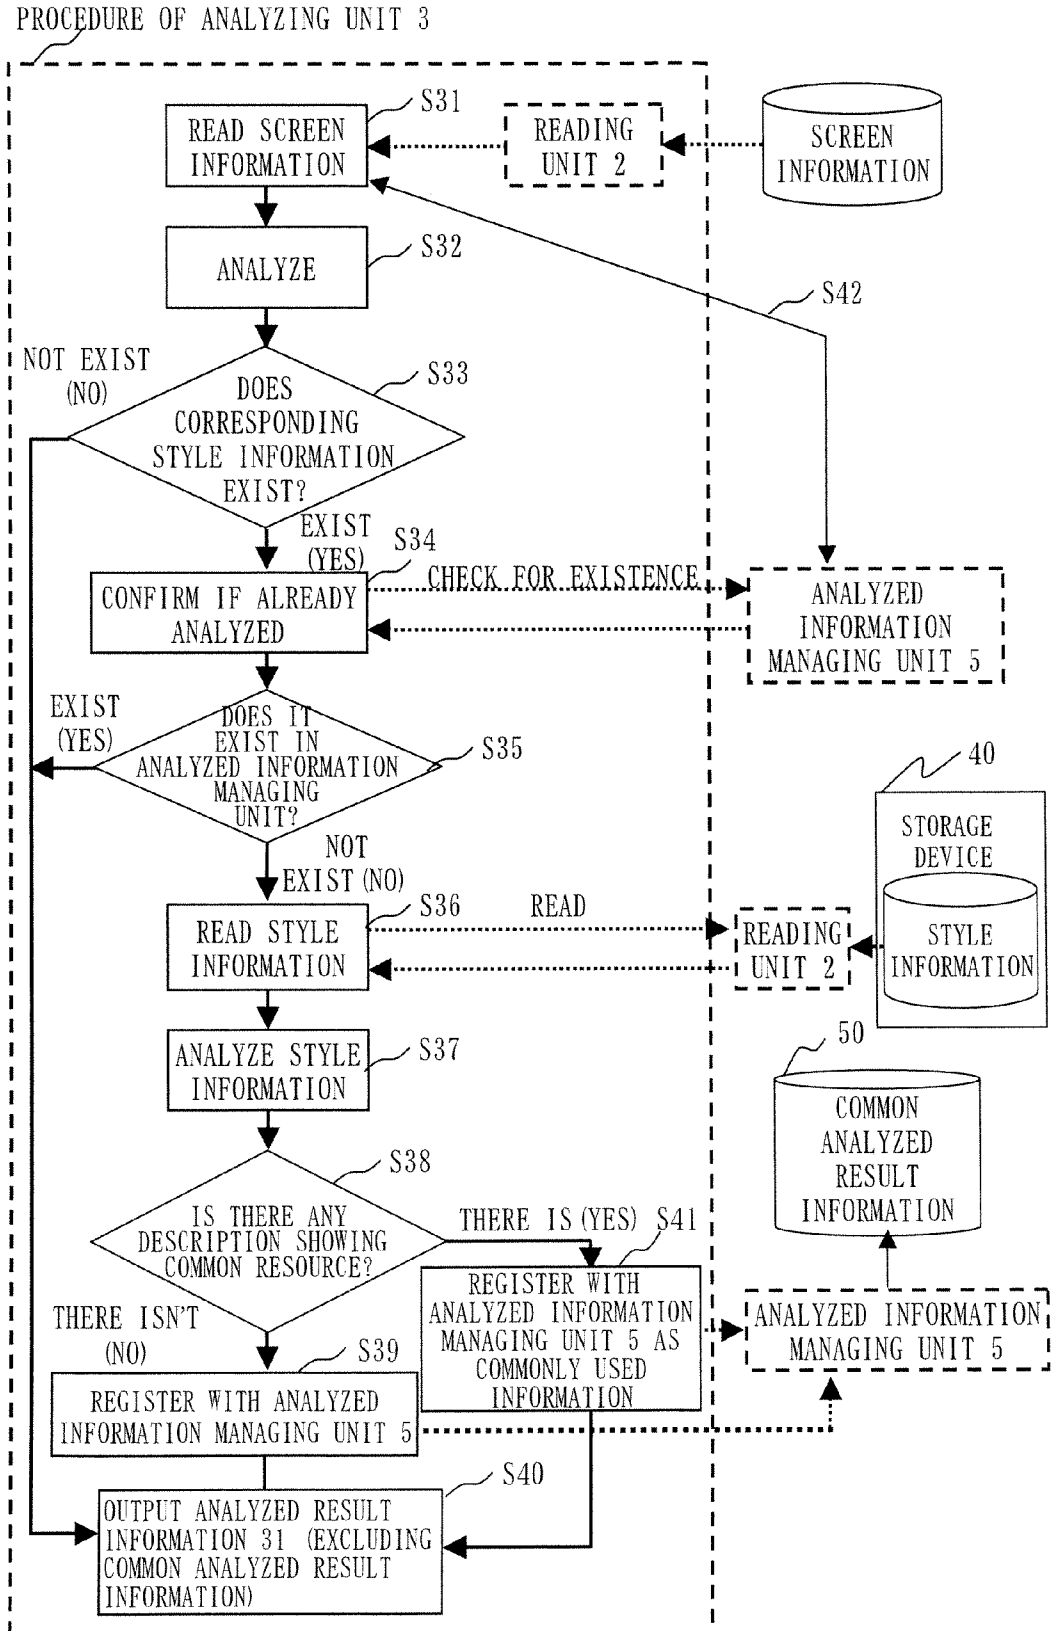 PROCEDURE OF ANALYZING UNIT 3
S31
READ SCREEN
INFORMATION
READING
UNIT 2
SCREEN
INFORMATION
S32
ANALYZE
S42
NOT EXIST
(NO)
S33
DOES
CORRESPONDING
STYLE INFORMATION
EXIST?
EXIST
(YES)
S34
CHECK FOR EXISTENCE
CONFIRM IF ALREADY
ANALYZED
ANALYZED
INFORMATION
MANAGING UNIT 5
EXIST
(YES)
DOES IT
EXIST IN
ANALYZED INFORMATION
MANAGING
UNIT?
S35
40
STORAGE
DEVICE
NOT
EXIST (NO)
S36
READ
READ STYLE
INFORMATION
READING
UNIT 2
STYLE
INFORMATION
S37
ANALYZE STYLE
INFORMATION
50
COMMON
ANALYZED
RESULT
INFORMATION
S38
IS THERE ANY
DESCRIPTION SHOWING
COMMON RESOURCE?
THERE IS (YES)
S41
REGISTER WITH
ANALYZED INFORMATION
MANAGING UNIT 5 AS
COMMONLY USED
INFORMATION
ANALYZED INFORMATION
MANAGING UNIT 5
THERE ISN'T
(NO)
S39
REGISTER WITH ANALYZED
INFORMATION MANAGING UNIT 5
S40
OUTPUT ANALYZED RESULT
INFORMATION 31 (EXCLUDING
COMMON ANALYZED RESULT
INFORMATION)